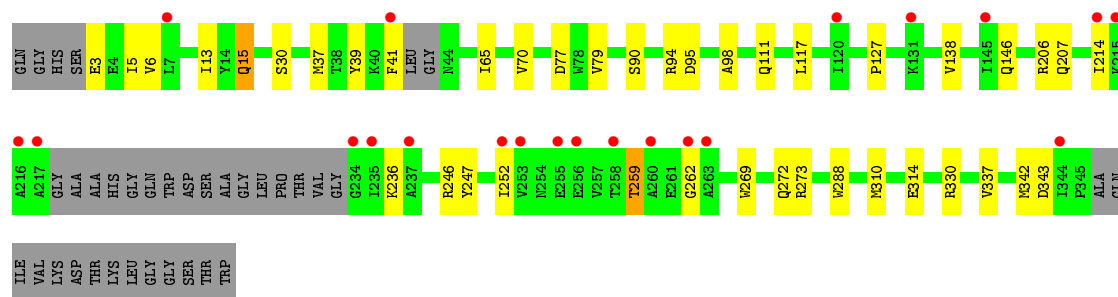 GLN GLY HIS SER E3 E4 I5 V6 L7 I13 Y14 Q15 S30 M37 T38 Y39 K40 F41 LEU GLY N44 I65 V70 D77 W78 V79 S90 R94 D95 A98 Q111 L117 I120 P127 K131 V138 I145 Q146 R206 Q207 I214 K215
A216 A217 GLY ALA ALA HIS GLY GLN TRP ASP SER ALA GLY LEU PRO THR VAL GLY G234 I235 K236 A237 R246 Y247 I252 V253 N254 E255 E256 V257 T258 T259 A260 E261 G262 A263 W269 Q272 R273 W288 M310 E314 R330 V337 M342 D343 I344 P345 ALA GLN
ILE VAL LYS ASP THR LYS LEU GLY GLY SER THR TRP